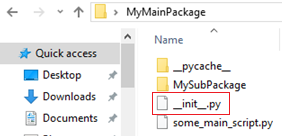 MyMainPackage
Name
Quick access
__pycache__
Desktop
MySubPackage
Downloads
__init__.py
Documents
some_main_script.py